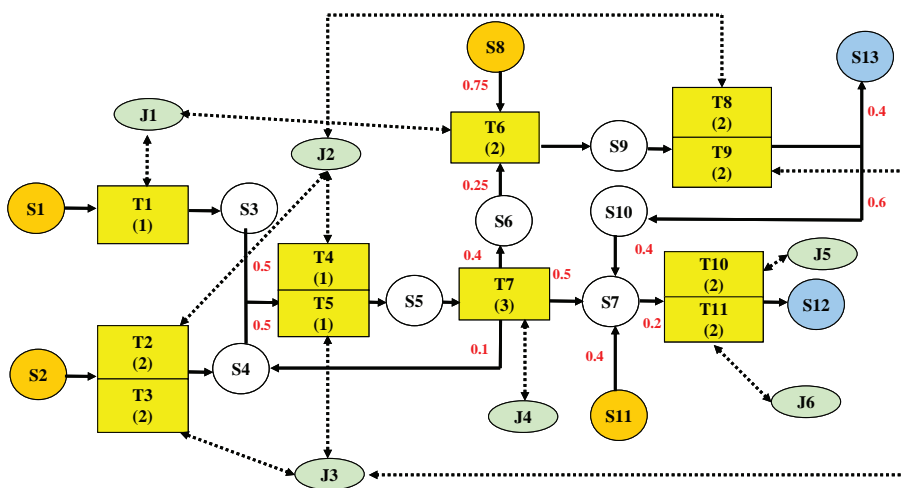 S8
S13
0.75
J1
T6
(2)
T8
(2)
0.4
J2
S9
T9
(2)
0.25
S1
T1
(1)
S3
S6
S10
0.6
0.4
0.5
T4
(1)
0.5
0.4
T10
(2)
J5
S5
T7
(3)
S7
S12
0.5
T5
(1)
0.2
T11
(2)
S2
T2
(2)
S4
0.1
0.4
T3
(2)
J4
S11
J6
J3